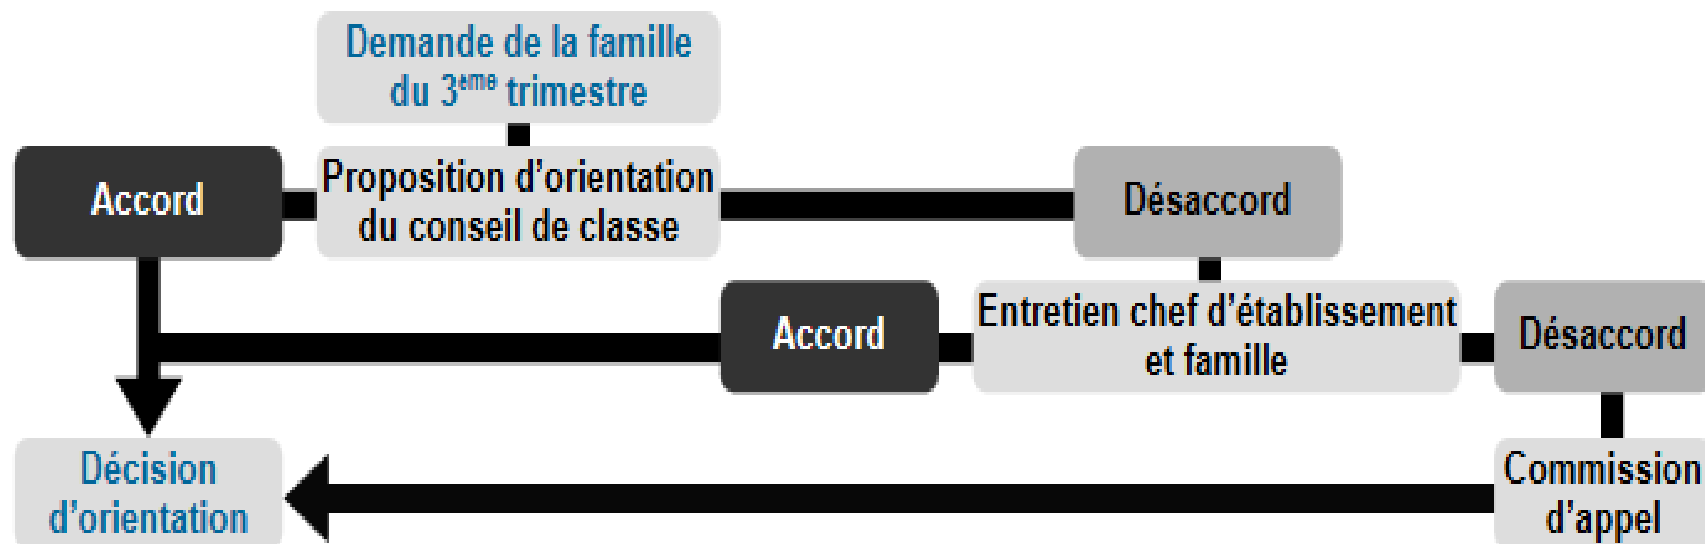 Demande de la famille
du 3eme trimestre
Accord
Proposition d'orientation
du conseil de classe
Désaccord
Accord
Entretien chef d'établissement
et famille
Désaccord
Décision
d'orientation
Commission
d'appel